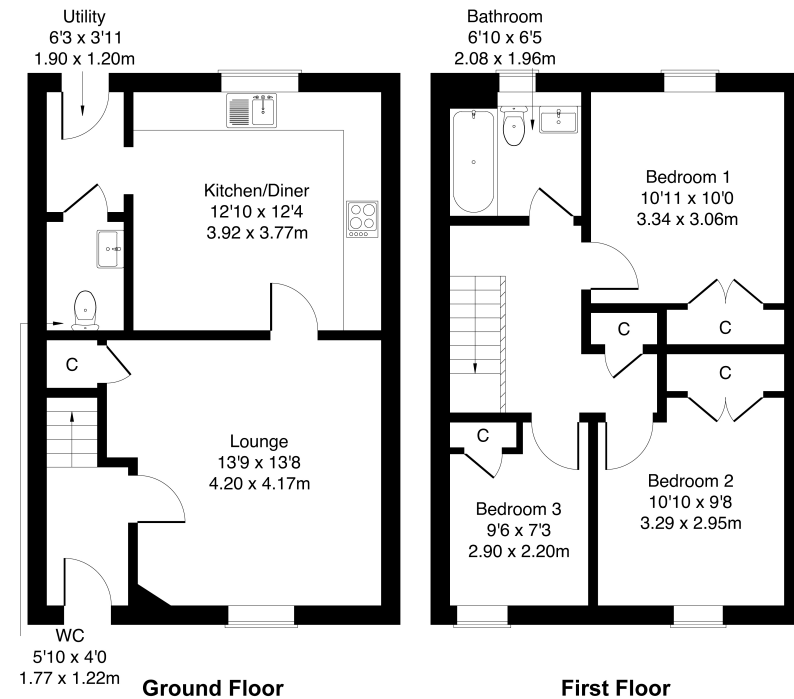 Utility
6'3 x 3'11
1.90 x 1.20m
Kitchen/Diner
12'10 x 12'4
3.92 x 3.77m
C
Lounge
13'9 x 13'8
4.20 x 4.17m
WC
5'10 x 4'0
1.77 x 1.22m
Ground Floor
Bathroom
6'10 x 6'5
2.08 x 1.96m
Bedroom 1
10'11 x 10'0
3.34 x 3.06m
C
C
C
C
Bedroom 2
10'10 x 9'8
3.29 x 2.95m
Bedroom 3
9'6 x 7'3
2.90 x 2.20m
First Floor